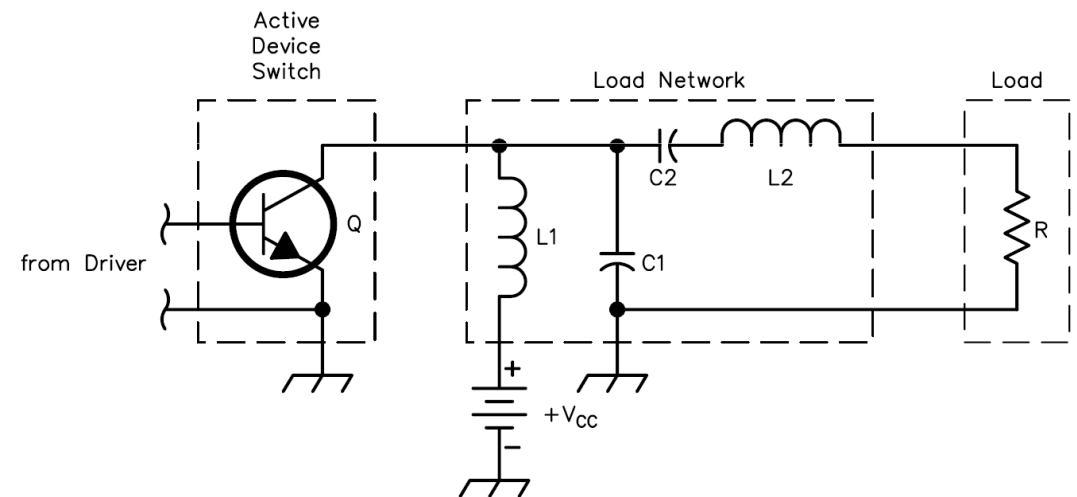 Active
Device
Switch
Load Network
Load
C2
L2
Q
L1
R
from Driver
C1
+
+VCC
−